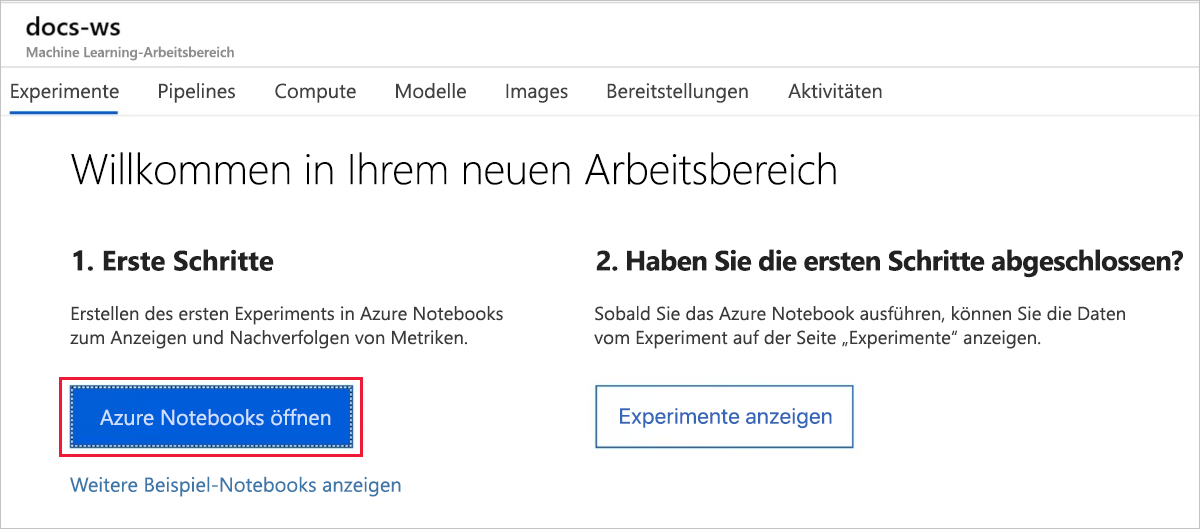 docs-ws
Machine Learning-Arbeitsbereich
Experimente Pipelines Compute Modelle Images Bereitstellungen Aktivitäten
Willkommen in Ihrem neuen Arbeitsbereich
1. Erste Schritte
Erstellen des ersten Experiments in Azure Notebooks
zum Anzeigen und Nachverfolgen von Metriken.
Azure Notebooks öffnen
Weitere Beispiel-Notebooks anzeigen
2. Haben Sie die ersten Schritte abgeschlossen?
Sobald Sie das Azure Notebook ausführen, können Sie die Daten
vom Experiment auf der Seite „Experimente“ anzeigen.
Experimente anzeigen